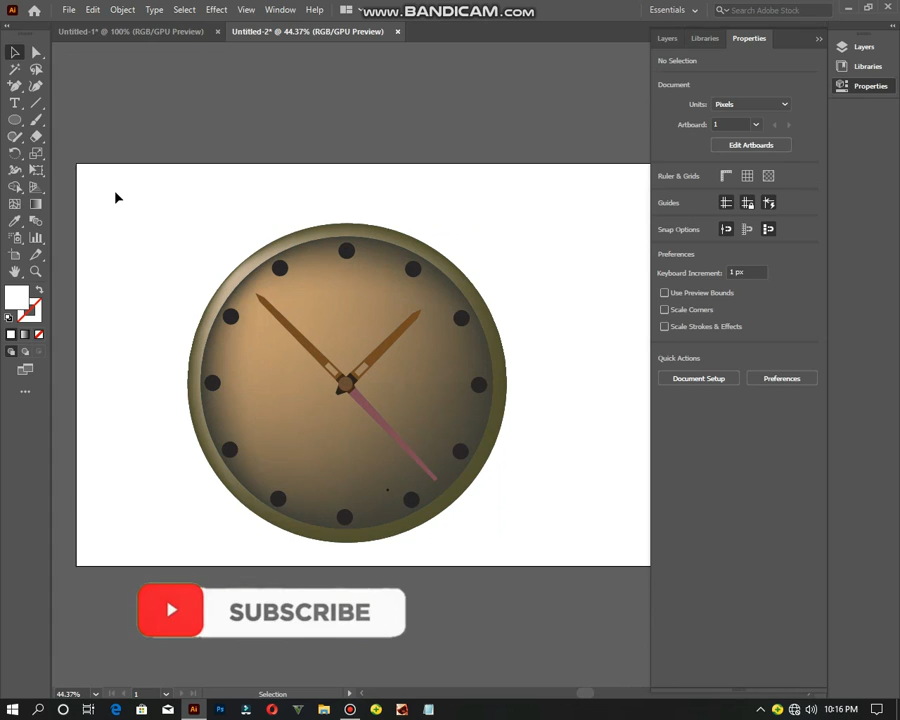 Ai File Edit Object Type Select Effect View Window Help
www.BANDICAM.com
Essentials
Search Adobe Stock
Untitled-1* @ 100% (RGB/GPU Preview) ×
Untitled-2* @ 44.37% (RGB/GPU Preview) ×
Layers Libraries Properties
No Selection
Document
Units: Pixels
Artboard: 1
Edit Artboards
Ruler & Grids
Guides
Snap Options
Preferences
Keyboard Increment: 1 px
Use Preview Bounds
Scale Corners
Scale Strokes & Effects
Quick Actions
Document Setup Preferences
Layers
Libraries
Properties
SUBSCRIBE
44.37% 1 Selection
Ai Ps 10:16 PM